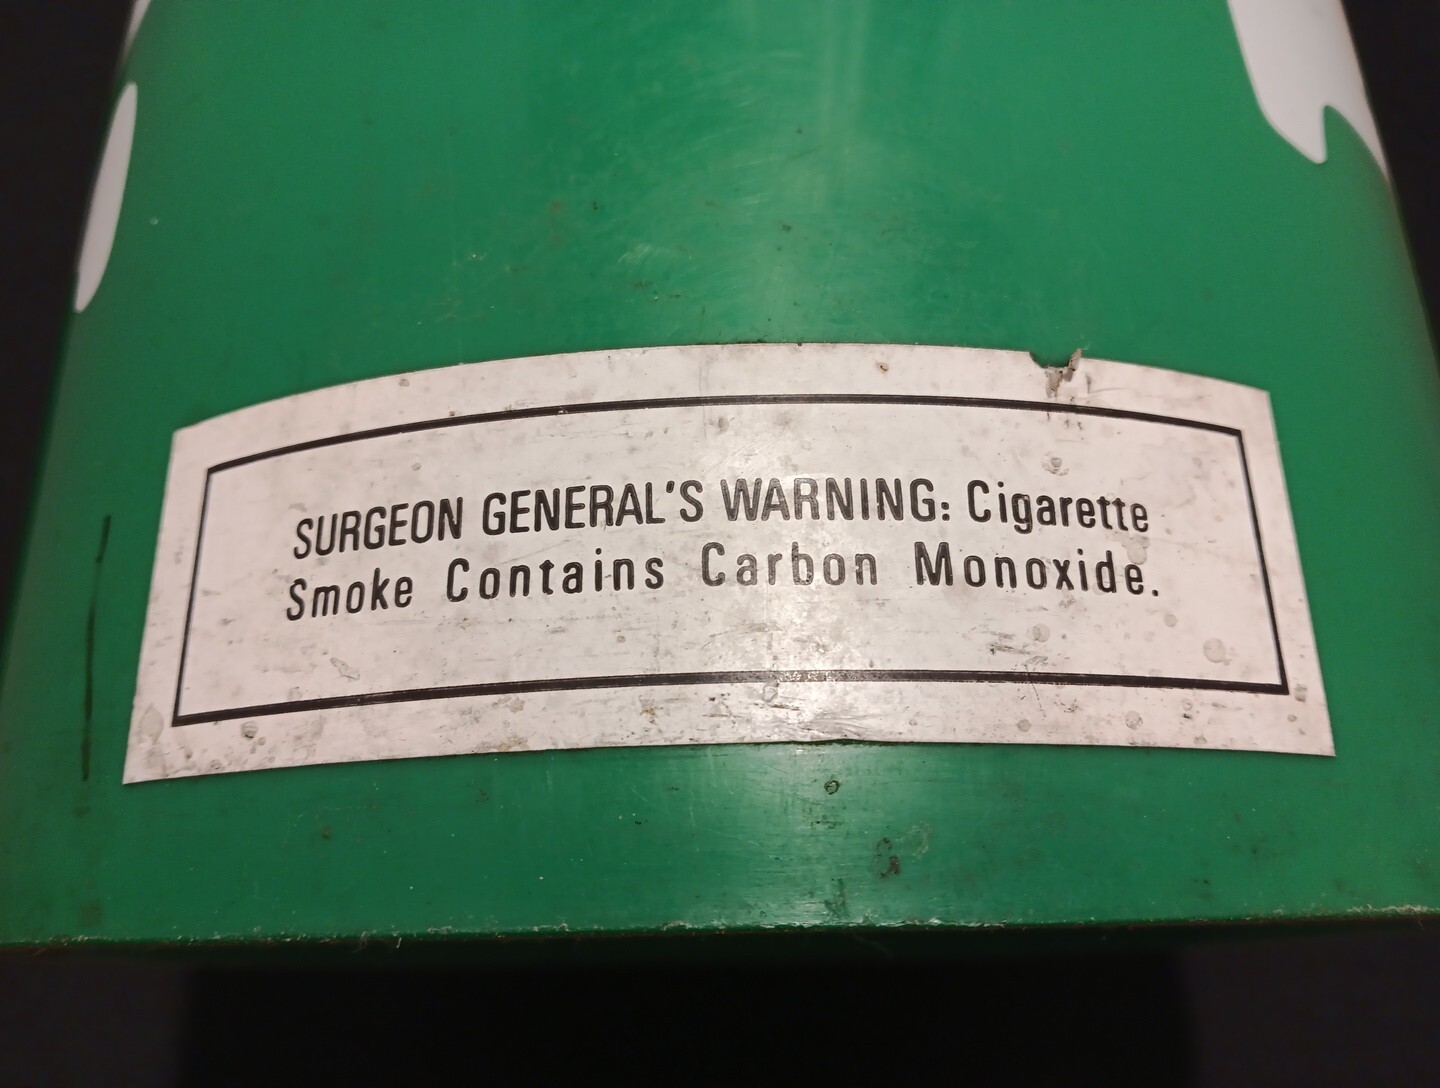 SURGEON GENERAL'S WARNING: Cigarette
Smoke Contains Carbon Monoxide.